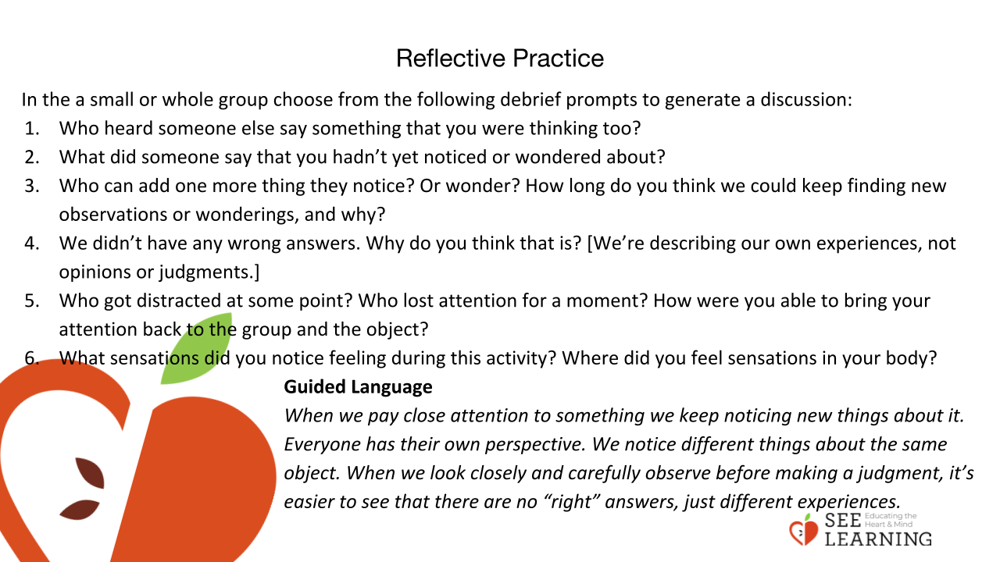 Reflective Practice
In the a small or whole group choose from the following debrief prompts to generate a discussion:
1. Who heard someone else say something that you were thinking too?
2. What did someone say that you hadn’t yet noticed or wondered about?
3. Who can add one more thing they notice? Or wonder? How long do you think we could keep finding new
observations or wonderings, and why?
4. We didn’t have any wrong answers. Why do you think that is? [We’re describing our own experiences, not
opinions or judgments.]
5. Who got distracted at some point? Who lost attention for a moment? How were you able to bring your
attention back to the group and the object?
6. What sensations did you notice feeling during this activity? Where did you feel sensations in your body?
Guided Language
When we pay close attention to something we keep noticing new things about it.
Everyone has their own perspective. We notice different things about the same
object. When we look closely and carefully observe before making a judgment, it’s
easier to see that there are no “right” answers, just different experiences.
SEE Educating the
Heart & Mind
LEARNING